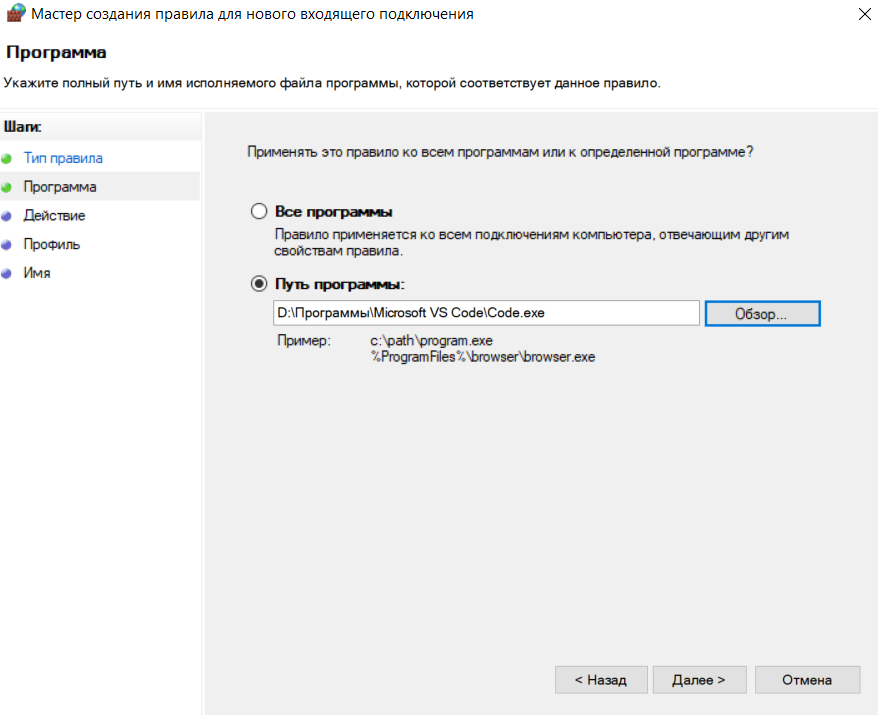 Мастер создания правила для нового входящего подключения
Программа
Укажите полный путь и имя исполняемого файла программы, которой соответствует данное правило.
Шаги:
Тип правила
Программа
Действие
Профиль
Имя
Применять это правило ко всем программам или к определенной программе?
Все программы
Правило применяется ко всем подключениям компьютера, отвечающим другим
свойствам правила.
Путь программы:
D:\Программы\Microsoft VS Code\Code.exe
Обзор...
Пример: c:\path\program.exe
%ProgramFiles%\browser\browser.exe
< Назад
Далее >
Отмена